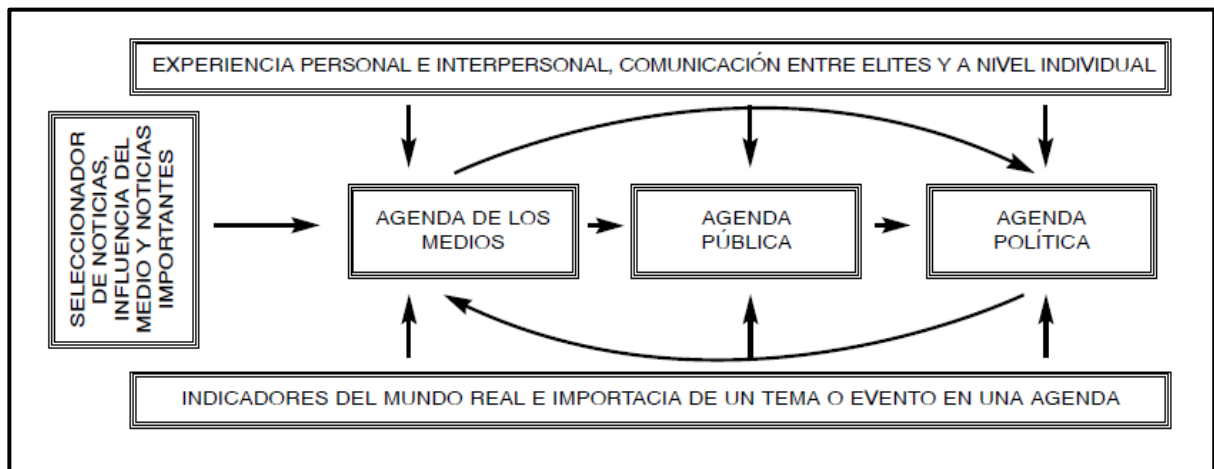 EXPERIENCIA PERSONAL E INTERPERSONAL, COMUNICACIÓN ENTRE ELITES Y A NIVEL INDIVIDUAL
SELECCIONADOR
DE NOTICIAS,
INFLUENCIA DEL
MEDIO Y NOTICIAS
IMPORTANTES
AGENDA DE LOS
MEDIOS
AGENDA
PÚBLICA
AGENDA
POLÍTICA
INDICADORES DEL MUNDO REAL E IMPORTACIA DE UN TEMA O EVENTO EN UNA AGENDA